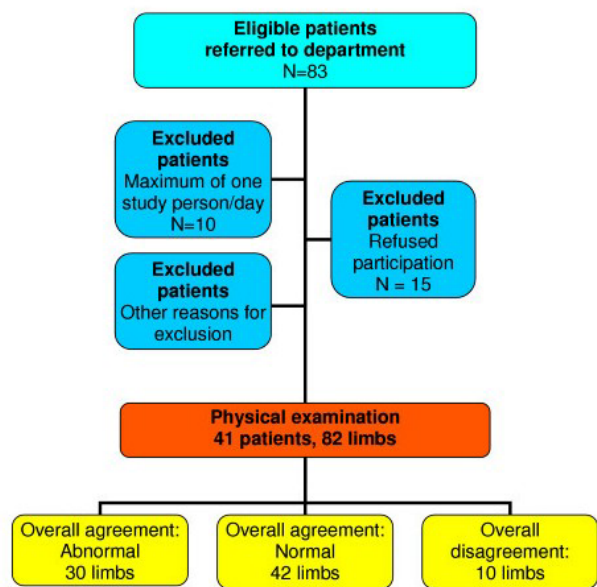 Eligible patients
referred to department
N=83
Excluded
patients
Maximum of one
study person/day
N=10
Excluded
patients
Refused
participation
N = 15
Excluded
patients
Other reasons for
exclusion
Physical examination
41 patients, 82 limbs
Overall agreement:
Abnormal
30 limbs
Overall agreement:
Normal
42 limbs
Overall
disagreement:
10 limbs